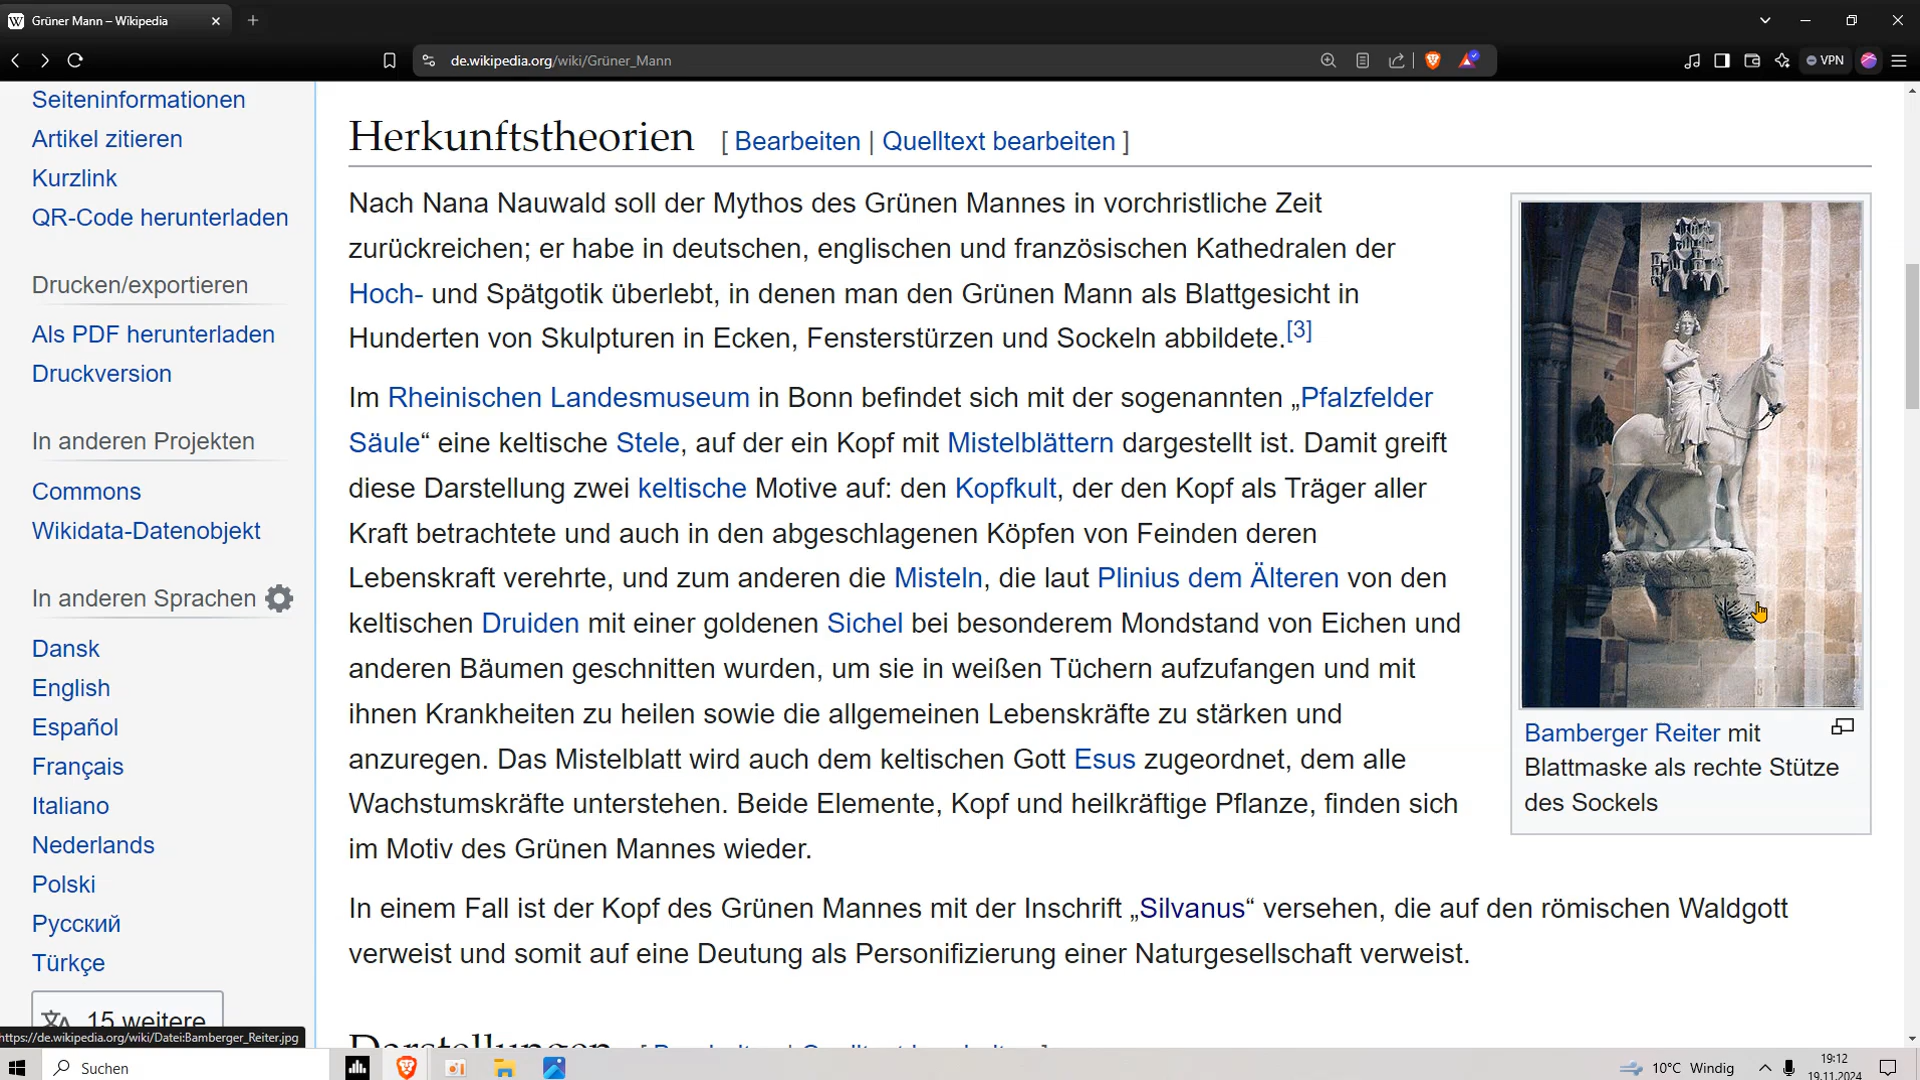 Grüner Mann – Wikipedia
de.wikipedia.org/wiki/Grüner_Mann
VPN
Seiteninformationen
Artikel zitieren
Kurzlink
QR-Code herunterladen
Drucken/exportieren
Als PDF herunterladen
Druckversion
In anderen Projekten
Commons
Wikidata-Datenobjekt
In anderen Sprachen
Dansk
English
Español
Français
Italiano
Nederlands
Polski
Русский
Türkçe
15 weitere
Herkunftstheorien [ Bearbeiten | Quelltext bearbeiten ]
Nach Nana Nauwald soll der Mythos des Grünen Mannes in vorchristliche Zeit
zurückreichen; er habe in deutschen, englischen und französischen Kathedralen der
Hoch- und Spätgotik überlebt, in denen man den Grünen Mann als Blattgesicht in
Hunderten von Skulpturen in Ecken, Fensterstürzen und Sockeln abbildete.[3]
Im Rheinischen Landesmuseum in Bonn befindet sich mit der sogenannten „Pfalzfelder
Säule“ eine keltische Stele, auf der ein Kopf mit Mistelblättern dargestellt ist. Damit greift
diese Darstellung zwei keltische Motive auf: den Kopfkult, der den Kopf als Träger aller
Kraft betrachtete und auch in den abgeschlagenen Köpfen von Feinden deren
Lebenskraft verehrte, und zum anderen die Misteln, die laut Plinius dem Älteren von den
keltischen Druiden mit einer goldenen Sichel bei besonderem Mondstand von Eichen und
anderen Bäumen geschnitten wurden, um sie in weißen Tüchern aufzufangen und mit
ihnen Krankheiten zu heilen sowie die allgemeinen Lebenskräfte zu stärken und
anzuregen. Das Mistelblatt wird auch dem keltischen Gott Esus zugeordnet, dem alle
Wachstumskräfte unterstehen. Beide Elemente, Kopf und heilkräftige Pflanze, finden sich
im Motiv des Grünen Mannes wieder.
In einem Fall ist der Kopf des Grünen Mannes mit der Inschrift „Silvanus“ versehen, die auf den römischen Waldgott
verweist und somit auf eine Deutung als Personifizierung einer Naturgesellschaft verweist.
Bamberger Reiter mit
Blattmaske als rechte Stütze
des Sockels
Darstellungen [ Bearbeiten | Quelltext bearbeiten ]
https://de.wikipedia.org/wiki/Datei:Bamberger_Reiter.jpg
Suchen
10°C Windig
19:12
19.11.2024